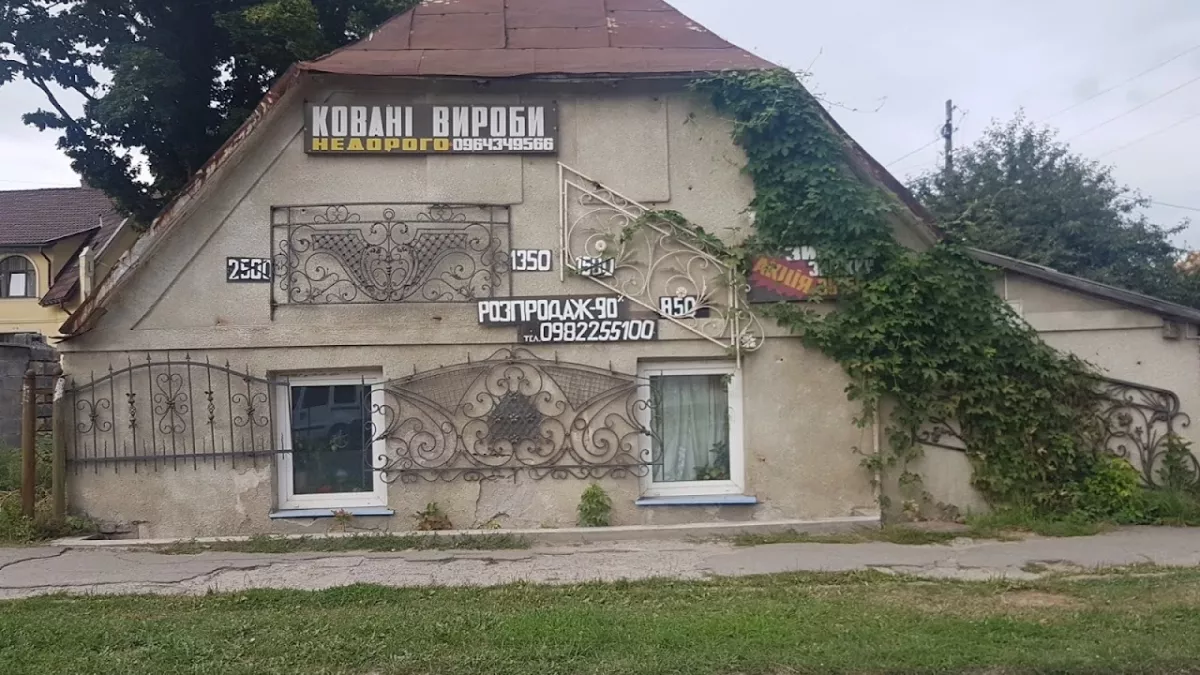 КОВАНІ ВИРОБИ
НЕДОРОГО 0964349566
2500
1350
1500
850
РОЗПРОДАЖ-90%
ТЕЛ. 0982255100
АКЦІЯ